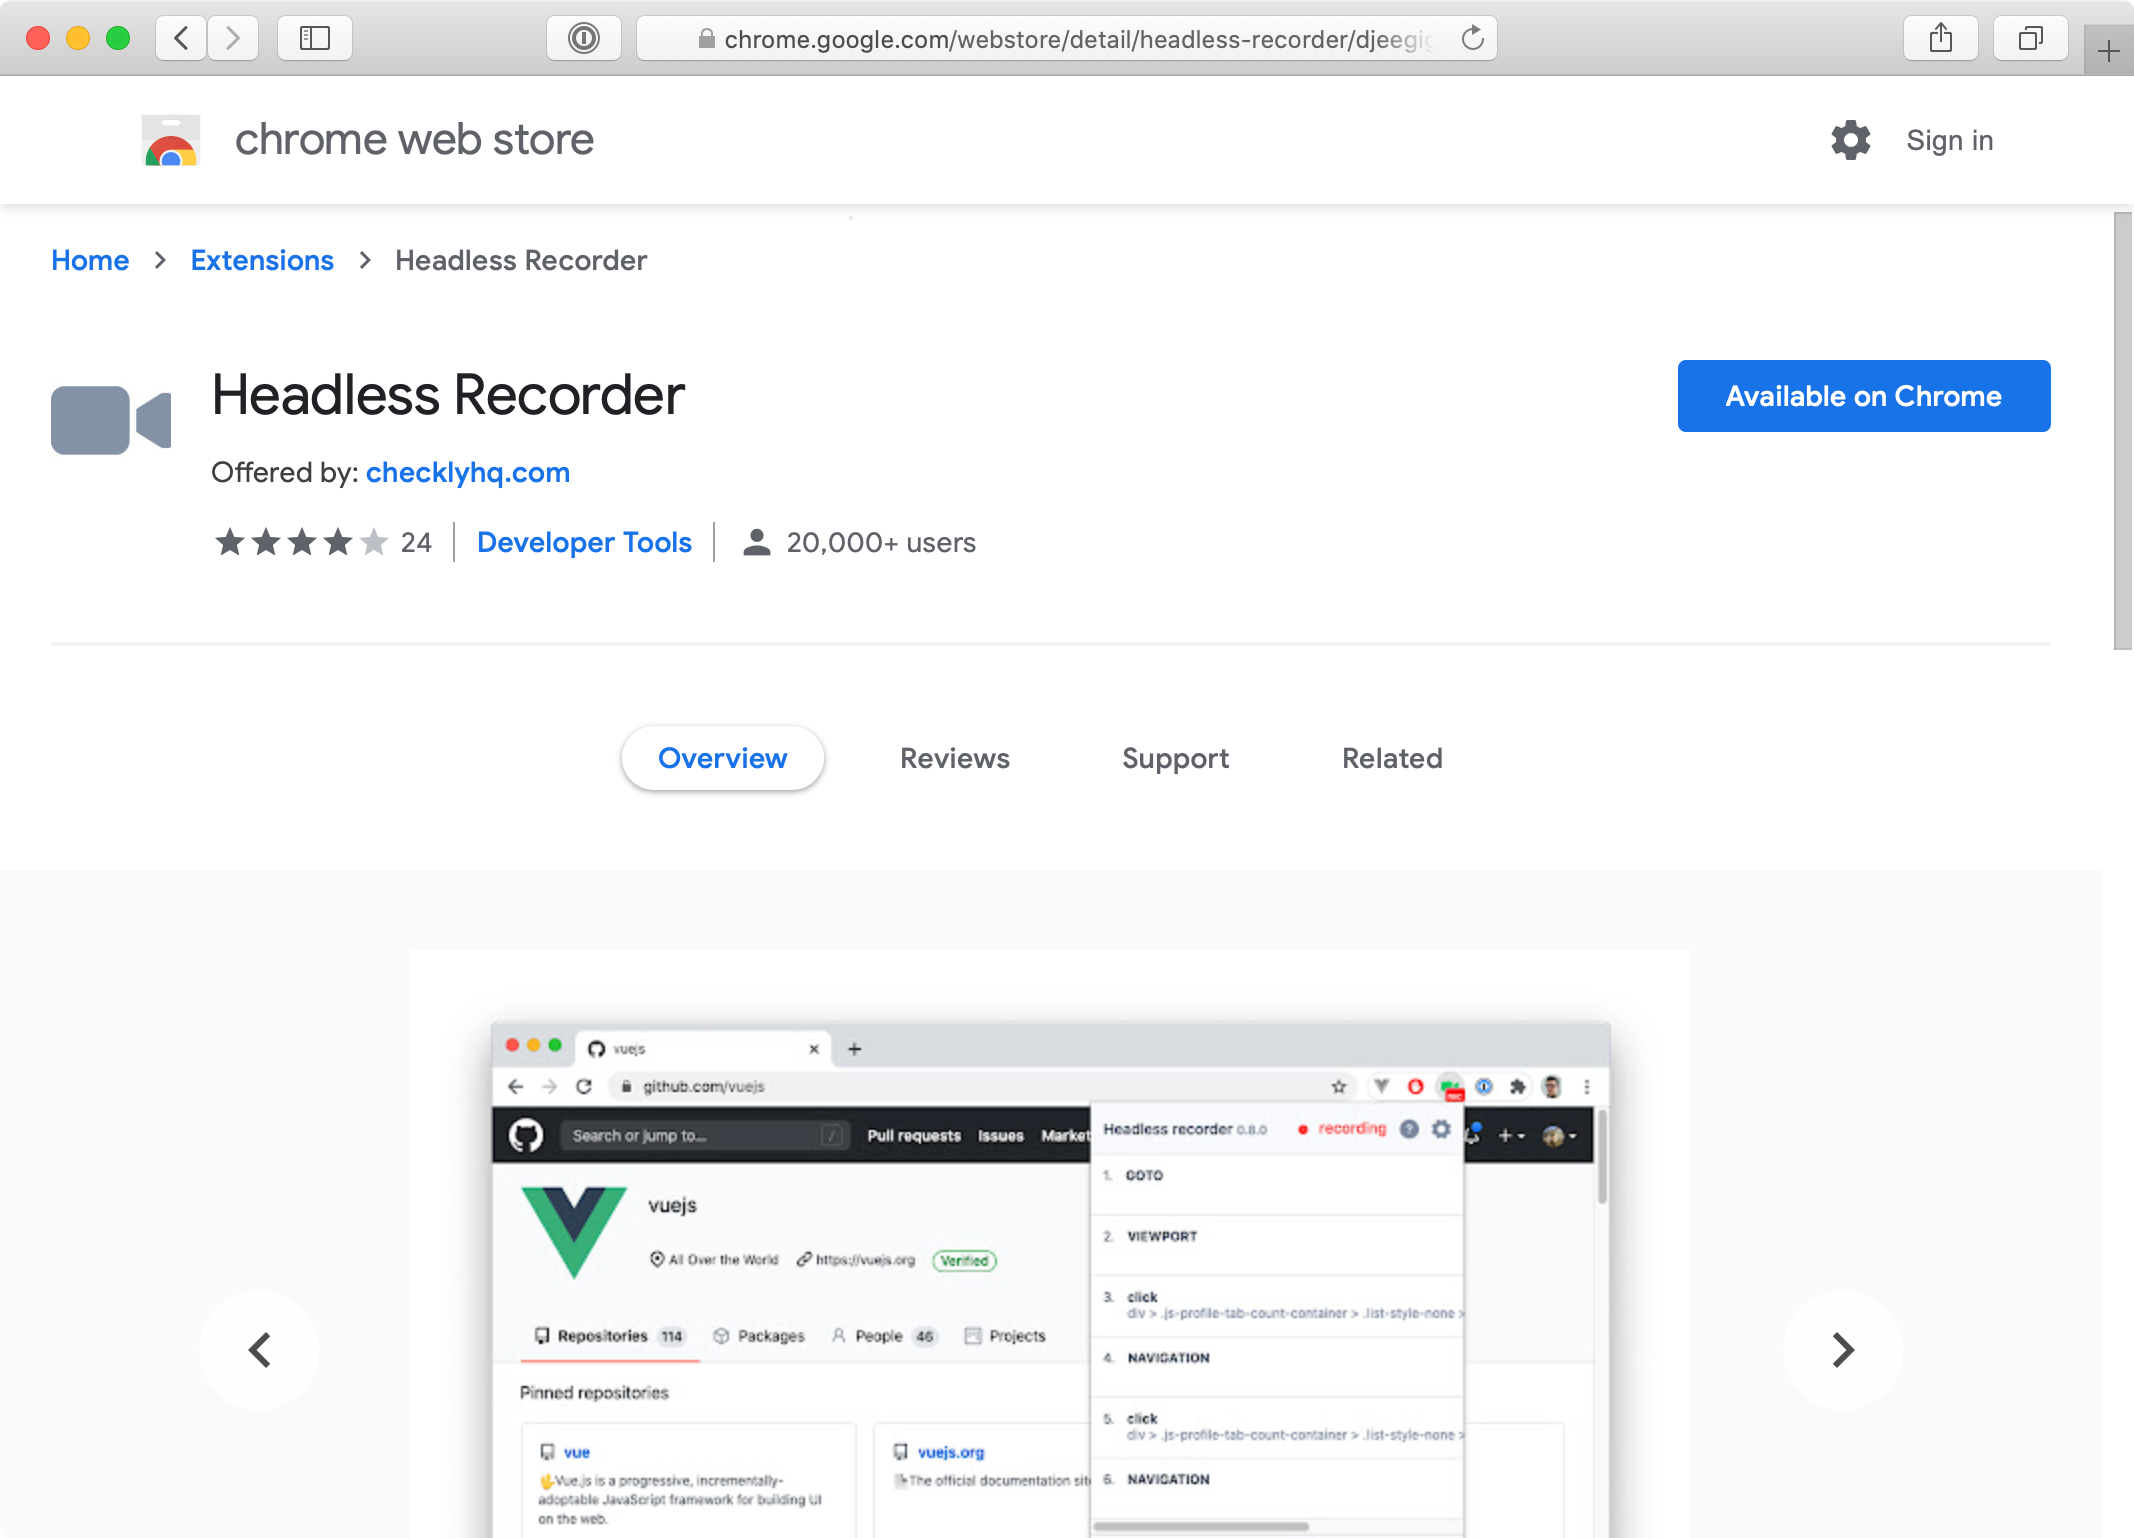 chrome.google.com/webstore/detail/headless-recorder/djeegig
chrome web store
Sign in
Home > Extensions > Headless Recorder
Headless Recorder
Available on Chrome
Offered by: checklyhq.com
24
Developer Tools
20,000+ users
Overview
Reviews
Support
Related
vuejs
github.com/vuejs
rec
Search or jump to...
/
Pull requests
Issues
Market
Headless recorder 0.8.0
recording
1. GOTO
2. VIEWPORT
3. click
div > .js-profile-tab-count-container > .list-style-none >
4. NAVIGATION
5. click
div > .js-profile-tab-count-container > .list-style-none >
6. NAVIGATION
vuejs
All Over the World
https://vuejs.org
Verified
Repositories 114
Packages
People 46
Projects
Pinned repositories
vue
Vue.js is a progressive, incrementally-
adoptable JavaScript framework for building UI
on the web.
vuejs.org
The official documentation site